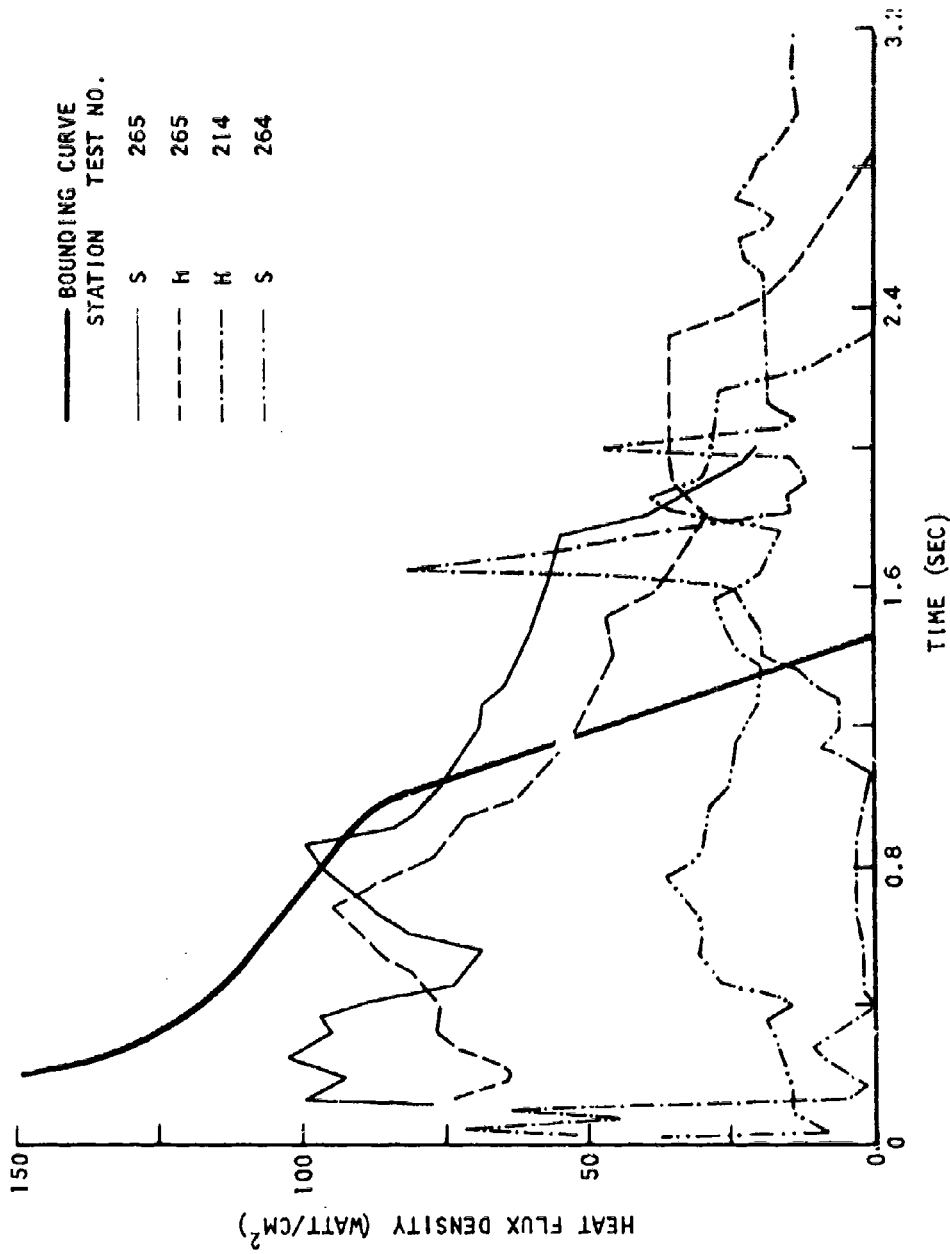 BOUNDING CURVE
STATION TEST NO.
S 265
H 265
H 214
S 264
HEAT FLUX DENSITY (WATT/CM2)
150
100
50
0
0 0.8 1.6 2.4
TIME (SEC)